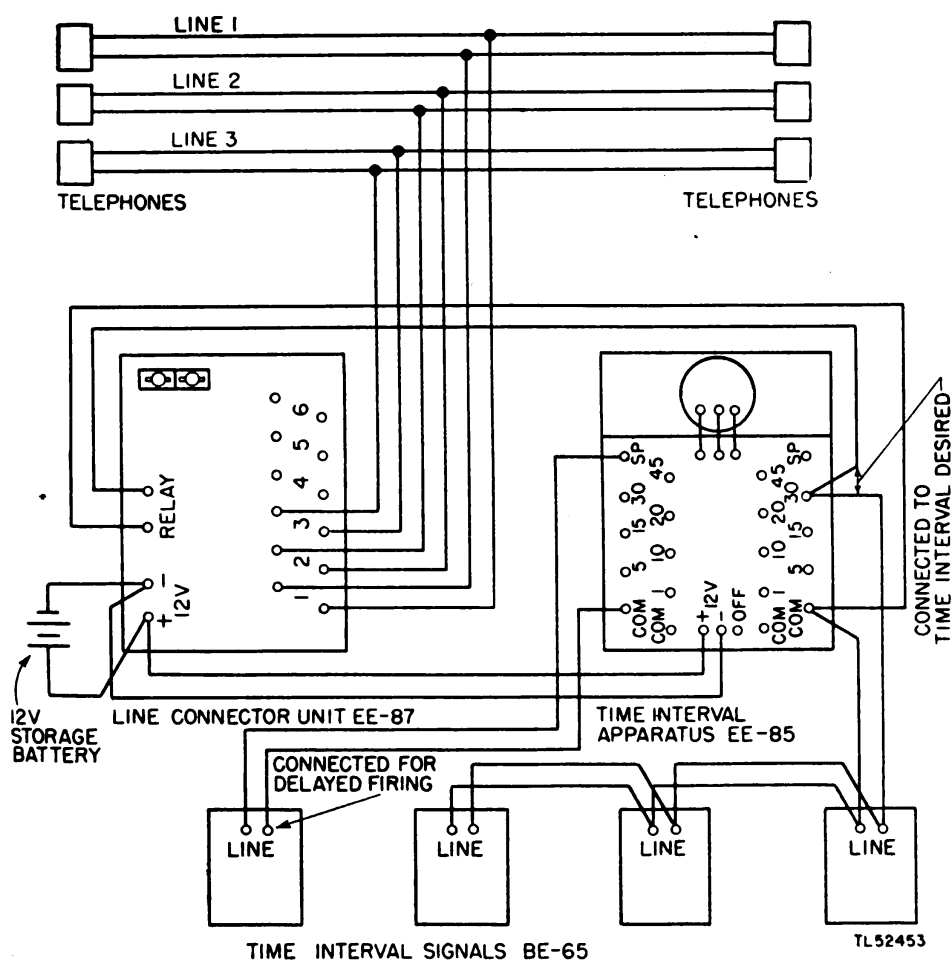 LINE 1
LINE 2
LINE 3
TELEPHONES
TELEPHONES
RELAY
- 12V +
6
5
4
3
2
1
SP
45
30
20
15
10
5
1
COM
COM
+ 12V -
OFF
SP
45
30
20
15
10
5
1
COM
COM
CONNECTED TO
TIME INTERVAL DESIRED
12V
STORAGE
BATTERY
LINE CONNECTOR UNIT EE-87
TIME INTERVAL
APPARATUS EE-85
CONNECTED FOR
DELAYED FIRING
LINE
LINE
LINE
LINE
TIME INTERVAL SIGNALS BE-65
TL52453